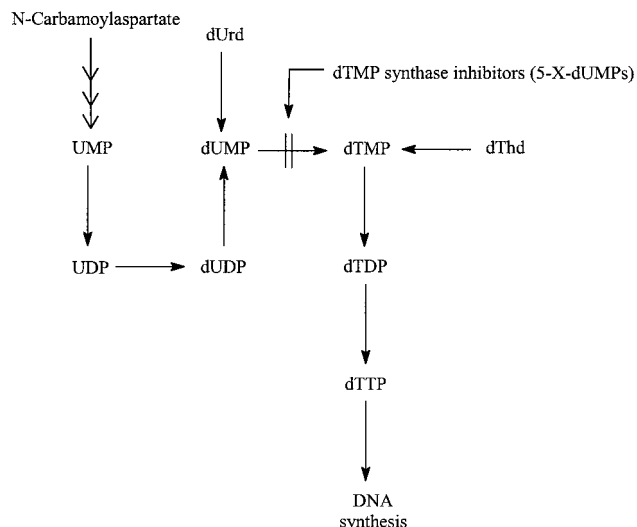 N-Carbamoylaspartate
dUrd
dTMP synthase inhibitors (5-X-dUMPs)
UMP
dUMP
dTMP
dThd
UDP
dUDP
dTDP
dTTP
DNA
synthesis